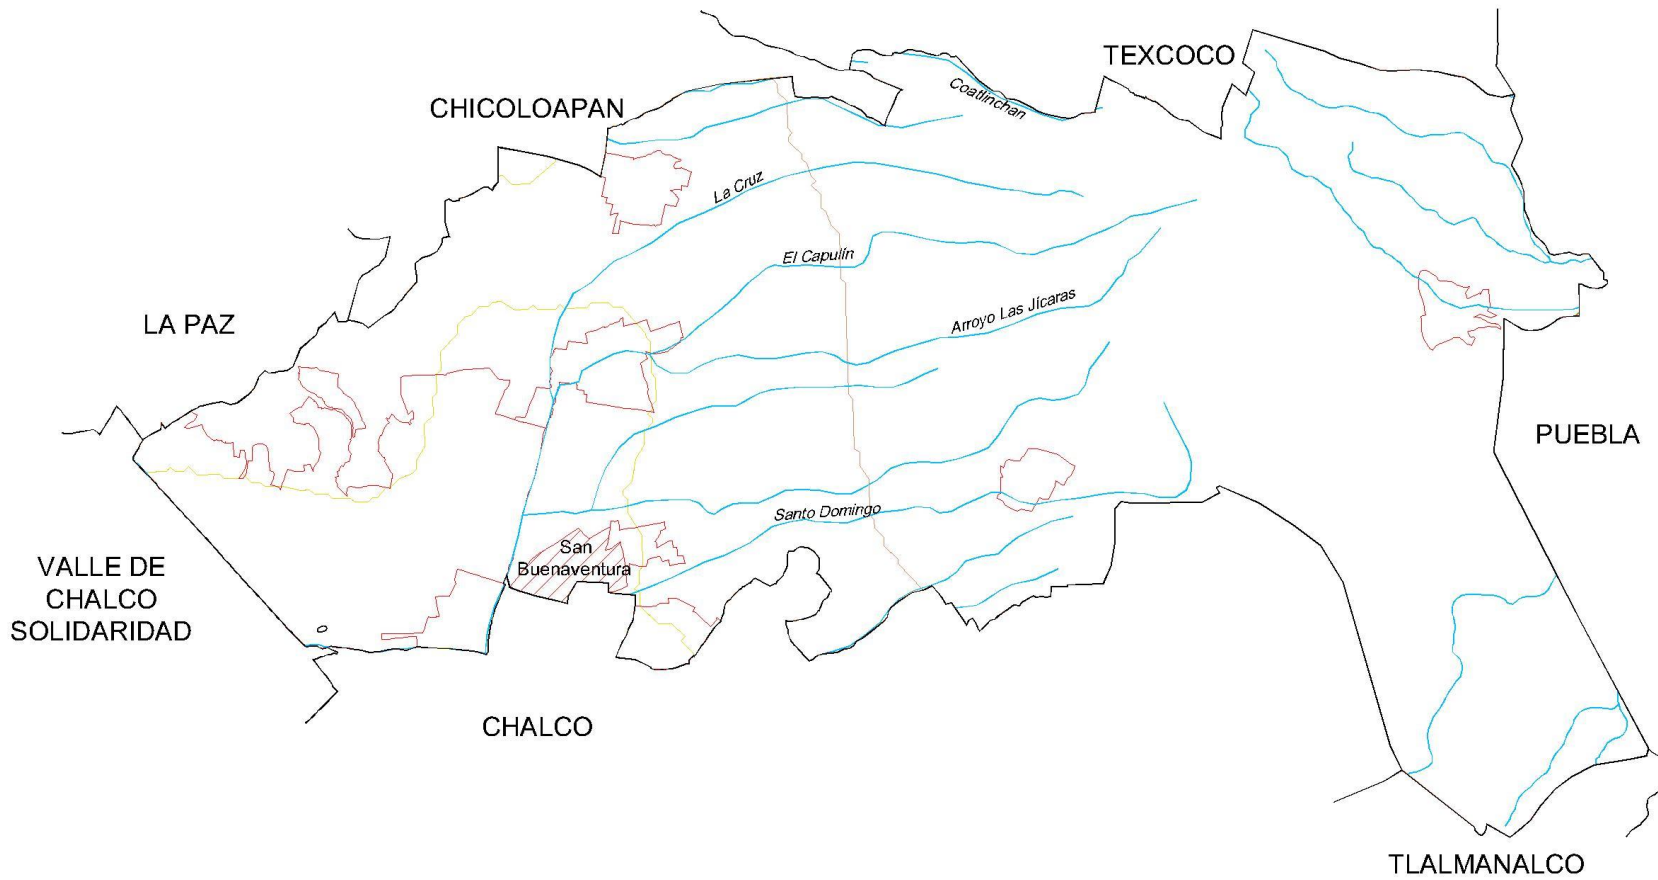 TEXCOCO
Coatlinchan
CHICOLOAPAN
La Cruz
El Capulín
Arroyo Las Jícaras
LA PAZ
PUEBLA
Santo Domingo
San
Buenaventura
VALLE DE
CHALCO
SOLIDARIDAD
CHALCO
TLALMANALCO